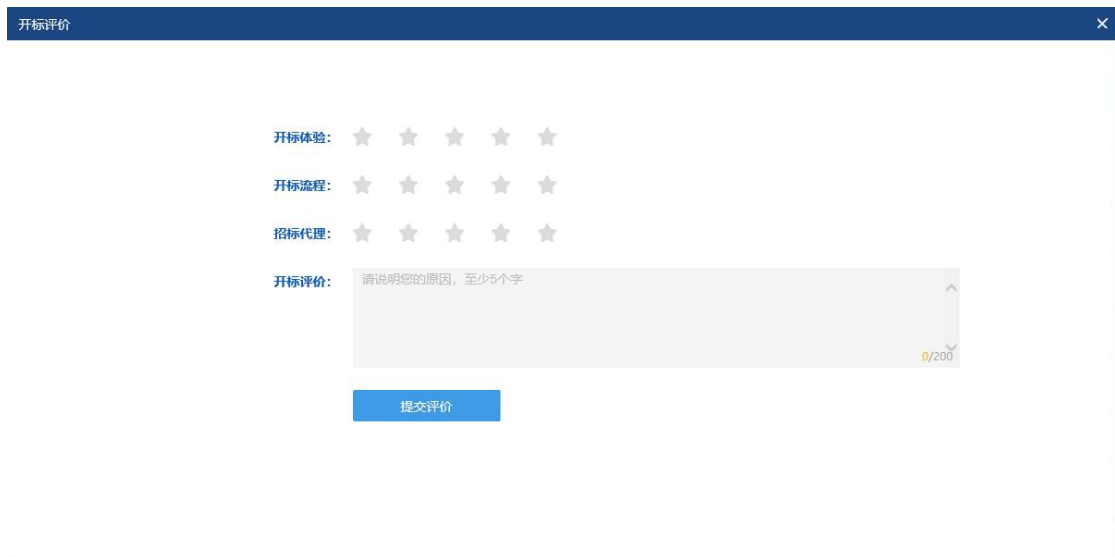 开标评价
开标体验：
开标流程：
招标代理：
开标评价：
请说明您的原因，至少5个字
0/200
提交评价